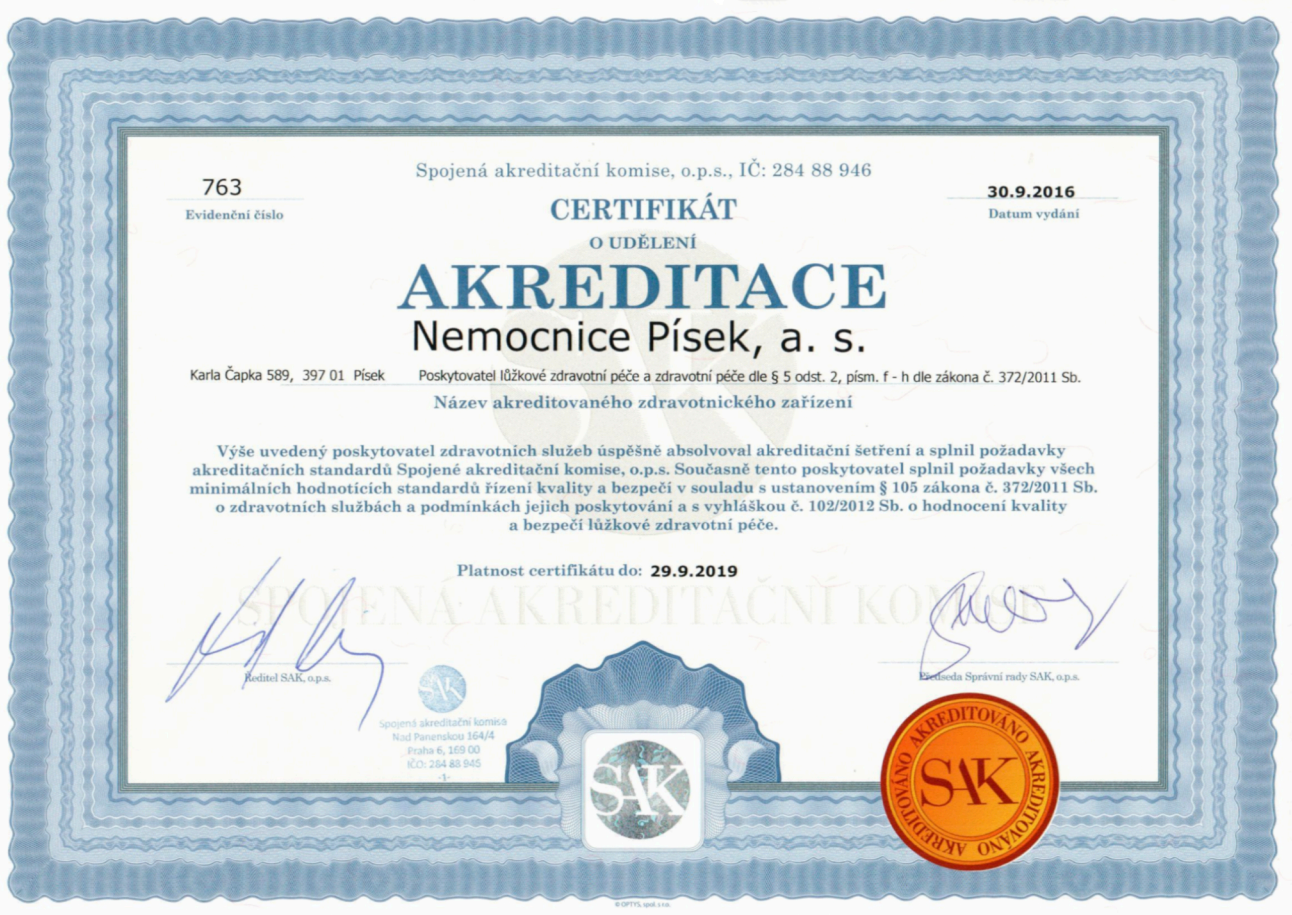 Spojená akreditační komise, o.p.s., IČ: 284 88 946
763
Evidenční číslo
30.9.2016
Datum vydání
CERTIFIKÁT
O UDĚLENÍ
AKREDITACE
Nemocnice Písek, a. s.
Karla Čapka 589, 397 01 Písek Poskytovatel lůžkové zdravotní péče a zdravotní péče dle § 5 odst. 2, písm. f - h dle zákona č. 372/2011 Sb.
Název akreditovaného zdravotnického zařízení
Výše uvedený poskytovatel zdravotních služeb úspěšně absolvoval akreditační šetření a splnil požadavky
akreditačních standardů Spojené akreditační komise, o.p.s. Současně tento poskytovatel splnil požadavky všech
minimálních hodnotících standardů řízení kvality a bezpečí v souladu s ustanovením § 105 zákona č. 372/2011 Sb.
o zdravotních službách a podmínkách jejich poskytování a s vyhláškou č. 102/2012 Sb. o hodnocení kvality
a bezpečí lůžkové zdravotní péče.
Platnost certifikátu do: 29.9.2019
SPOJENÁ AKREDITAČNÍ KOMISE
Ředitel SAK, o.p.s.
Předseda Správní rady SAK, o.p.s.
SAK
Spojená akreditační komise
Nad Panenskou 164/4
Praha 6, 169 00
IČO: 284 88 946
-1-
SAK
AKREDITOVÁNO AKREDITOVÁNO AKREDITOVÁNO
SAK
© OPTYS, spol. s r.o.